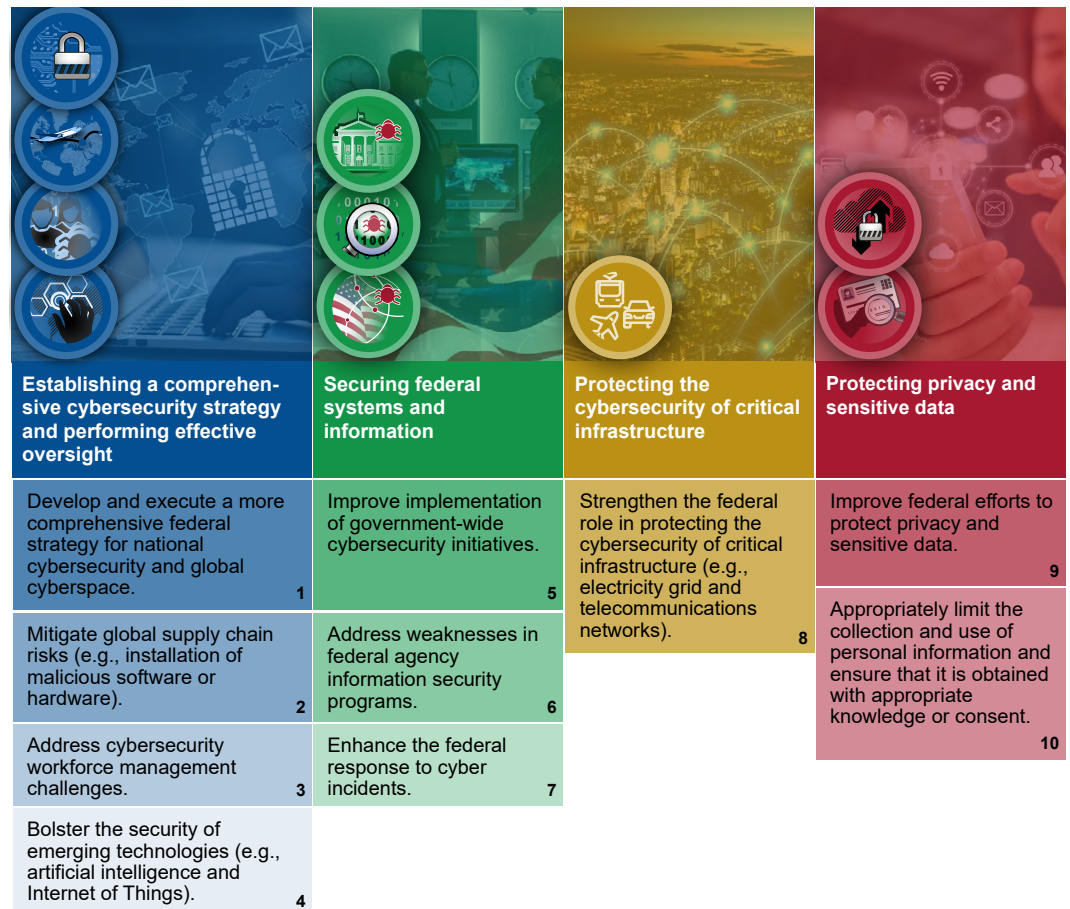 Establishing a comprehen-
sive cybersecurity strategy
and performing effective
oversight
Develop and execute a more
comprehensive federal
strategy for national
cybersecurity and global
cyberspace.
1
Mitigate global supply chain
risks (e.g., installation of
malicious software or
hardware).
2
Address cybersecurity
workforce management
challenges.
3
Bolster the security of
emerging technologies (e.g.,
artificial intelligence and
Internet of Things).
4
000101
100
Securing federal
systems and
information
Improve implementation
of government-wide
cybersecurity initiatives.
5
Address weaknesses in
federal agency
information security
programs.
6
Enhance the federal
response to cyber
incidents.
7
Protecting the
cybersecurity of critical
infrastructure
Strengthen the federal
role in protecting the
cybersecurity of critical
infrastructure (e.g.,
electricity grid and
telecommunications
networks).
8
Protecting privacy and
sensitive data
Improve federal efforts to
protect privacy and
sensitive data.
9
Appropriately limit the
collection and use of
personal information and
ensure that it is obtained
with appropriate
knowledge or consent.
10